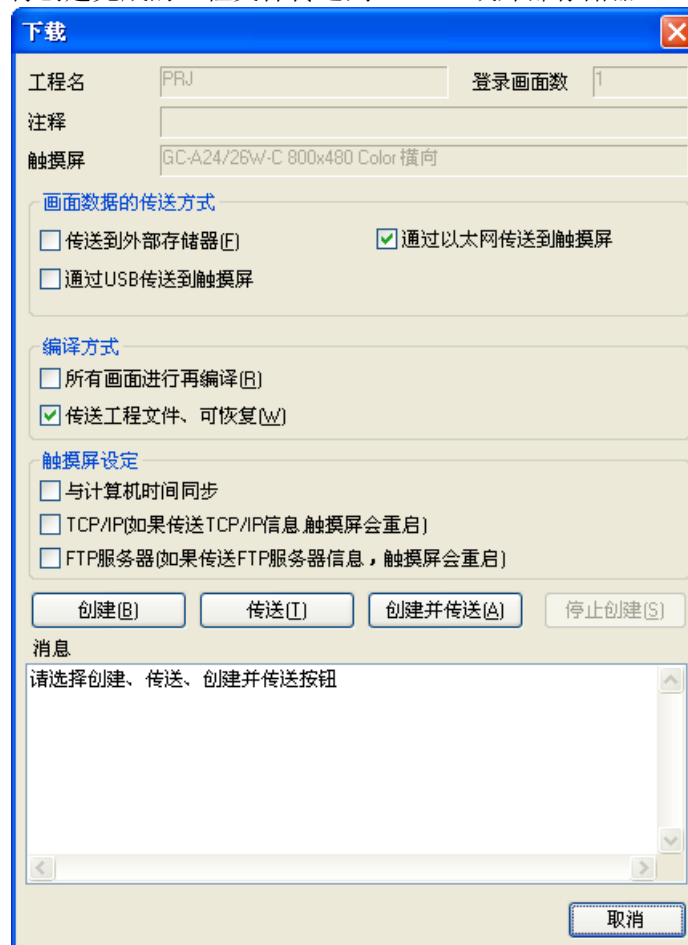 下载
工程名 PRJ 登录画面数 1
注释
触摸屏 GC-A24/26W-C 800x480 Color 横向
画面数据的传送方式
传送到外部存储器(F) 通过以太网传送到触摸屏
通过USB传送到触摸屏
编译方式
所有画面进行再编译(R)
传送工程文件、可恢复(W)
触摸屏设定
与计算机时间同步
TCP/IP(如果传送TCP/IP信息,触摸屏会重启)
FTP服务器(如果传送FTP服务器信息,触摸屏会重启)
创建(B) 传送(T) 创建并传送(A) 停止创建(S)
消息
请选择创建、传送、创建并传送按钮
取消